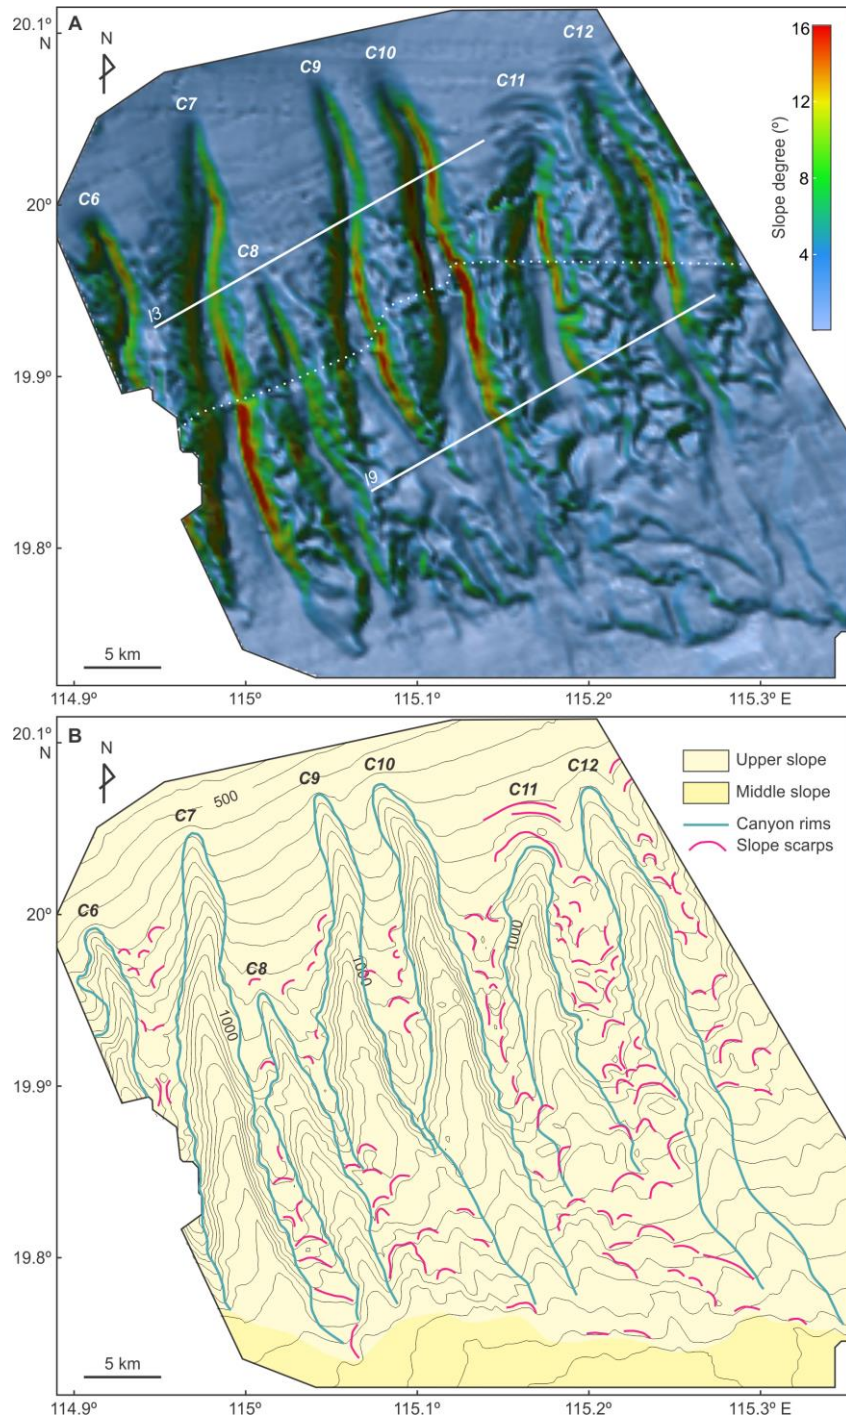 20.1º
N
A
N
C12
C10
C9
C11
C7
C6
C8
20º
19.9º
19.8º
l3
l9
16
12
8
4
Slope degree (º)
5 km
114.9º
115º
115.1º
115.2º
115.3º E
20.1º
N
B
N
Upper slope
Middle slope
Canyon rims
Slope scarps
500
C10
C9
C11
C12
C7
C6
C8
1000
1000
1000
20º
19.9º
19.8º
5 km
114.9º
115º
115.1º
115.2º
115.3º E